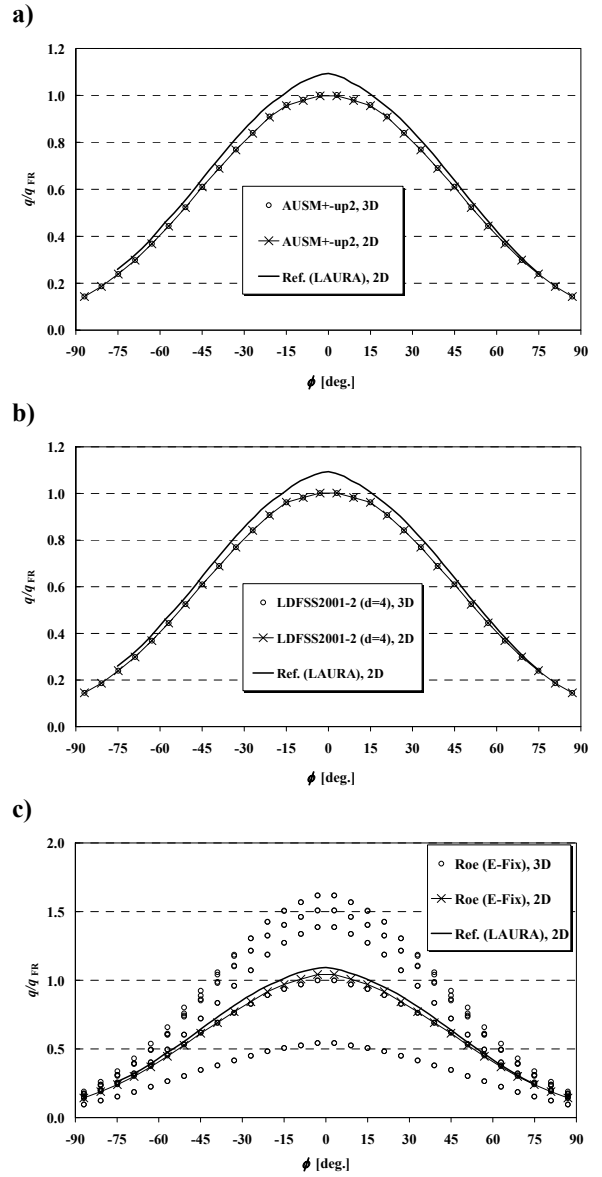 a)
1.2
1.0
0.8
0.6
0.4
0.2
0.0
q/q FR
AUSM+-up2, 3D
AUSM+-up2, 2D
Ref. (LAURA), 2D
-90 -75 -60 -45 -30 -15 0 15 30 45 60 75 90
ϕ [deg.]
b)
1.2
1.0
0.8
0.6
0.4
0.2
0.0
q/q FR
LDFSS2001-2 (d=4), 3D
LDFSS2001-2 (d=4), 2D
Ref. (LAURA), 2D
-90 -75 -60 -45 -30 -15 0 15 30 45 60 75 90
ϕ [deg.]
c)
2.0
1.5
1.0
0.5
0.0
q/q FR
Roe (E-Fix), 3D
Roe (E-Fix), 2D
Ref. (LAURA), 2D
-90 -75 -60 -45 -30 -15 0 15 30 45 60 75 90
ϕ [deg.]